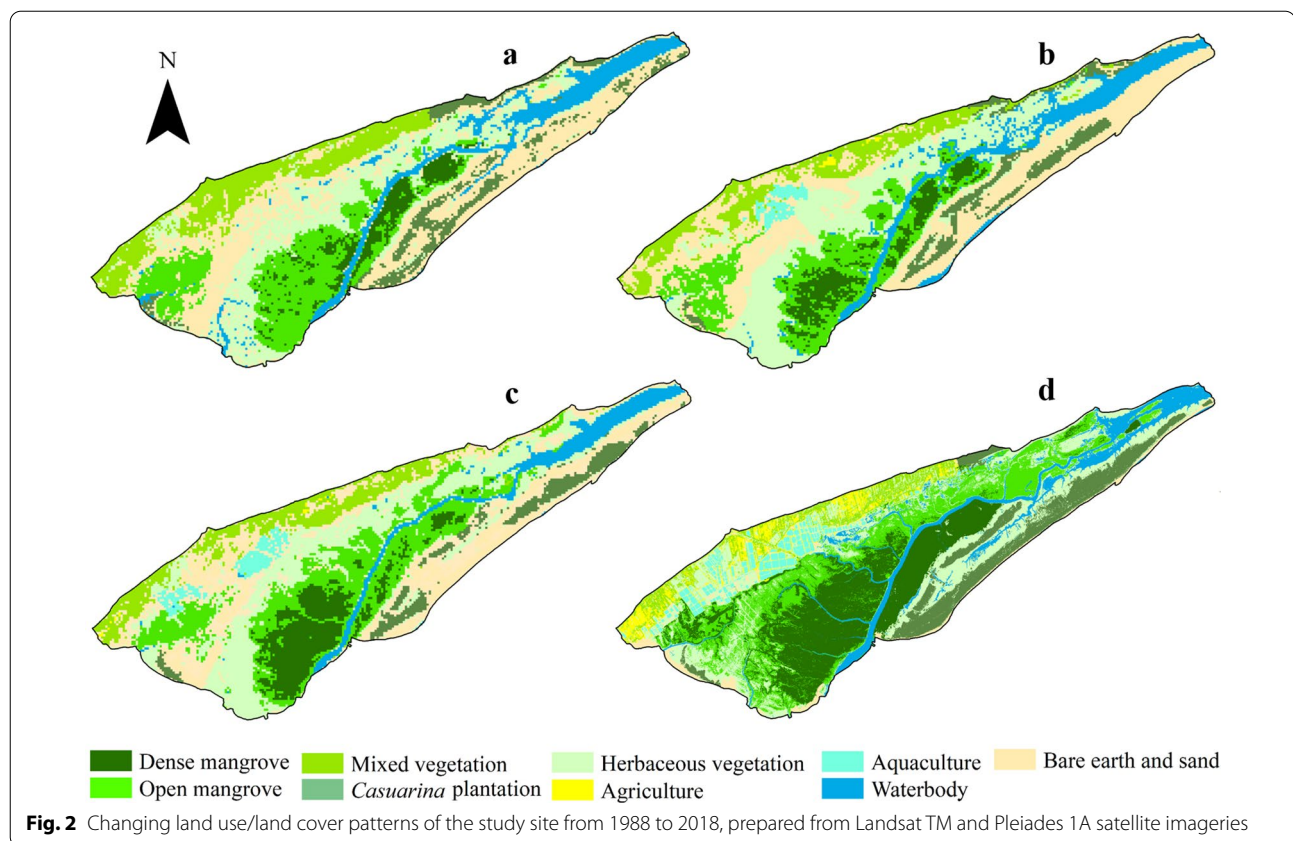 N
a
b
c
d
Dense mangrove
Mixed vegetation
Herbaceous vegetation
Aquaculture
Bare earth and sand
Open mangrove
Casuarina plantation
Agriculture
Waterbody
Fig. 2 Changing land use/land cover patterns of the study site from 1988 to 2018, prepared from Landsat TM and Pleiades 1A satellite imageries